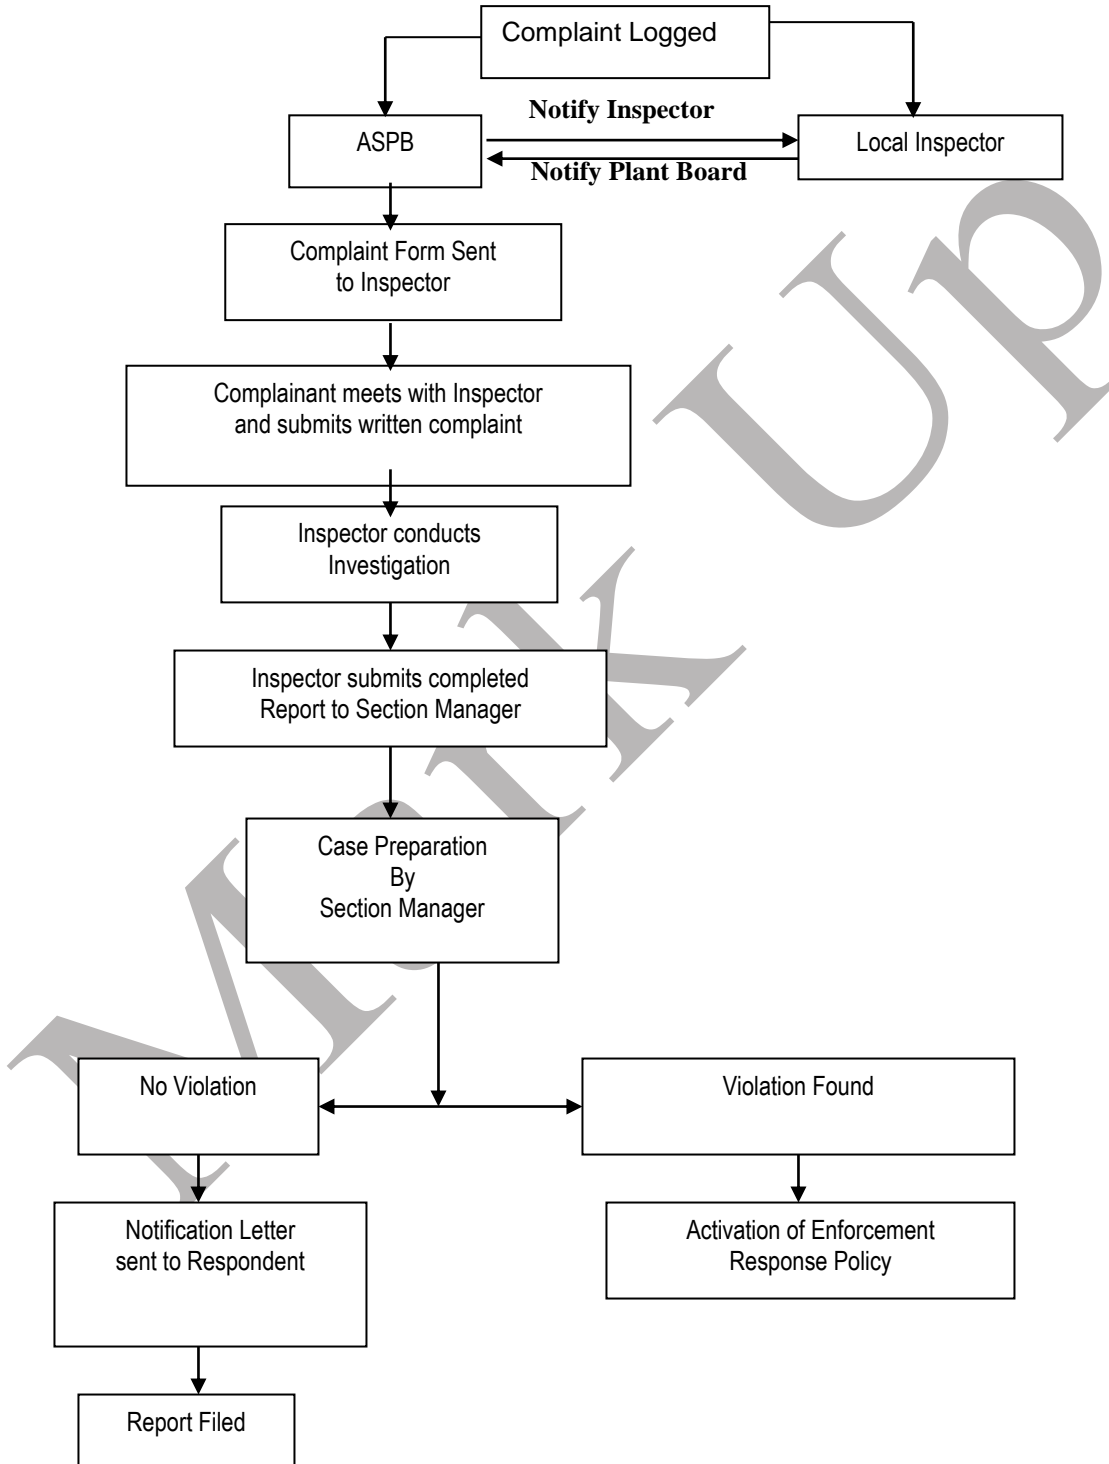 Complaint Logged
Notify Inspector
ASPB
Local Inspector
Notify Plant Board
Complaint Form Sent
to Inspector
Complainant meets with Inspector
and submits written complaint
Inspector conducts
Investigation
Inspector submits completed
Report to Section Manager
Case Preparation
By
Section Manager
No Violation
Violation Found
Notification Letter
sent to Respondent
Activation of Enforcement
Response Policy
Report Filed
Mark Up